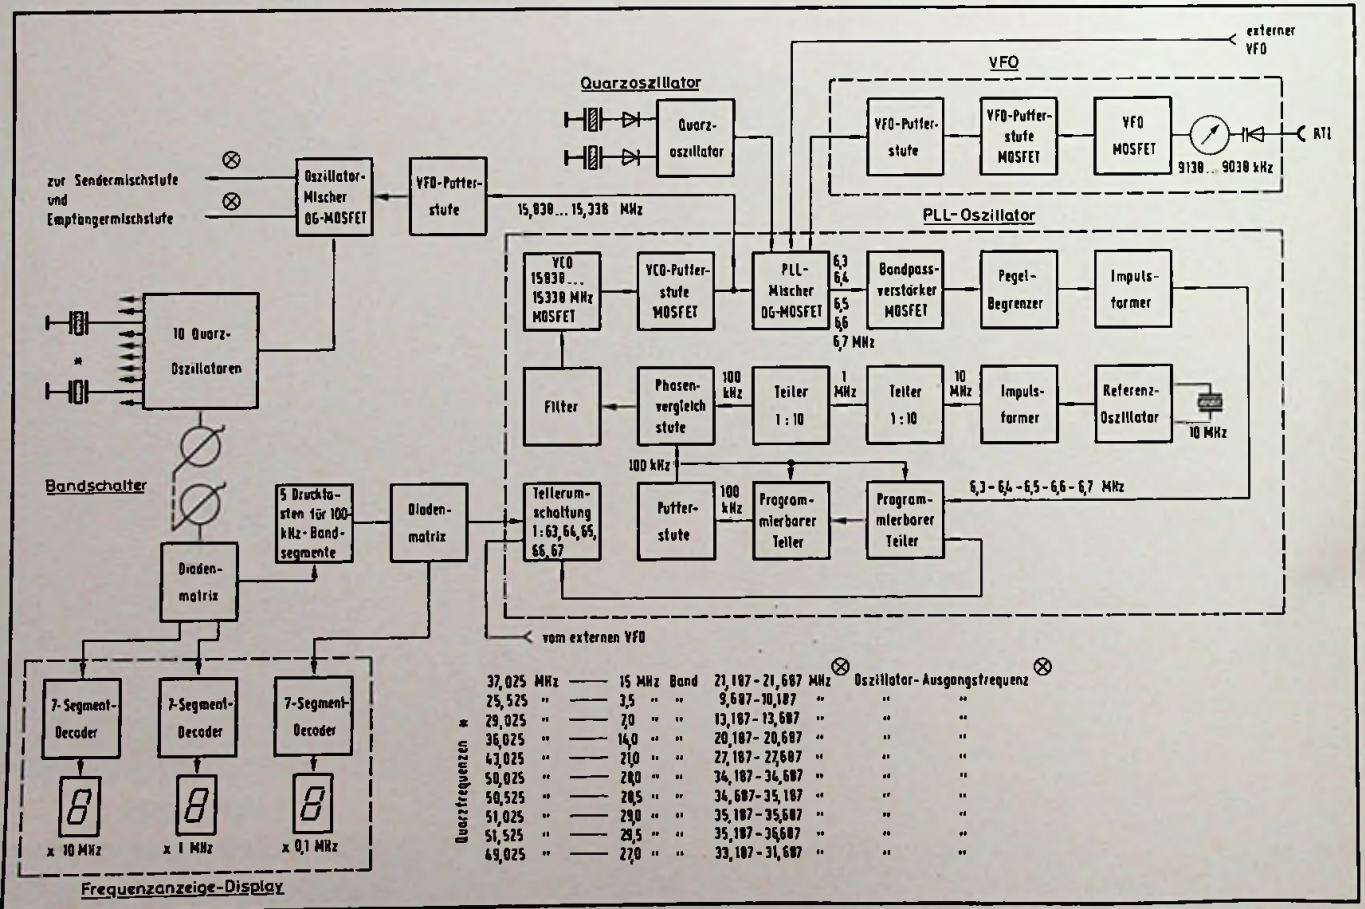 externer
VFO
VFO
Quarzoszillator
Quarz-
oszillator
VFO-Puffer-
stufe
VFO-Puffer-
stufe
MOSFET
VFO
MOSFET
9138... 9038 kHz
RT1
zur Sendermischstufe
und
Empfängermischstufe
Oszillator-
Mischer
DG-MOSFET
VFO-Puffer-
stufe
15,838... 15,338 MHz
PLL-Oszillator
VCO
15838...
15338 MHz
MOSFET
VCO-Puffer-
stufe
MOSFET
PLL-
Mischer
DG-MOSFET
6,3
6,4
6,5
6,6
6,7 MHz
Bandpass-
verstärker
MOSFET
Pegel-
Begrenzer
Impuls-
former
10 Quarz-
Oszillatoren
*
Filter
Phasen-
vergleich
stufe
100
kHz
Teiler
1:10
1
MHz
Teiler
1:10
10
MHz
Impuls-
former
Referenz-
Oszillator
10 MHz
100 kHz
Bandschalter
5 Druckta-
sten für 100-
kHz-Band-
segmente
Dioden-
matrix
Teilerum-
schaltung
1:63,64,65,
66,67
Puffer-
stufe
100
kHz
Program-
mierbarer
Teiler
Program-
mierbarer
Teiler
6,3-6,4-6,5-6,6-6,7 MHz
Dioden-
matrix
vom externen VFO
7-Segment-
Decoder
7-Segment-
Decoder
7-Segment-
Decoder
8
8
8
x 10 MHz
x 1 MHz
x 0,1 MHz
Frequenzanzeige-Display
Quarzfrequenzen *
37,025 MHz —— 15 MHz Band 21,187-21,687 MHz Oszillator-Ausgangsfrequenz
25,525 " —— 3,5 " " 9,687-10,187 " " "
29,025 " —— 7,0 " " 13,187-13,687 " " "
36,025 " —— 14,0 " " 20,187-20,687 " " "
43,025 " —— 21,0 " " 27,187-27,687 " " "
50,025 " —— 28,0 " " 34,187-34,687 " " "
50,525 " —— 28,5 " " 34,687-35,187 " " "
51,025 " —— 29,0 " " 35,187-35,687 " " "
51,525 " —— 29,5 " " 35,187-36,687 " " "
49,025 " —— 27,0 " " 33,187-31,687 " " "